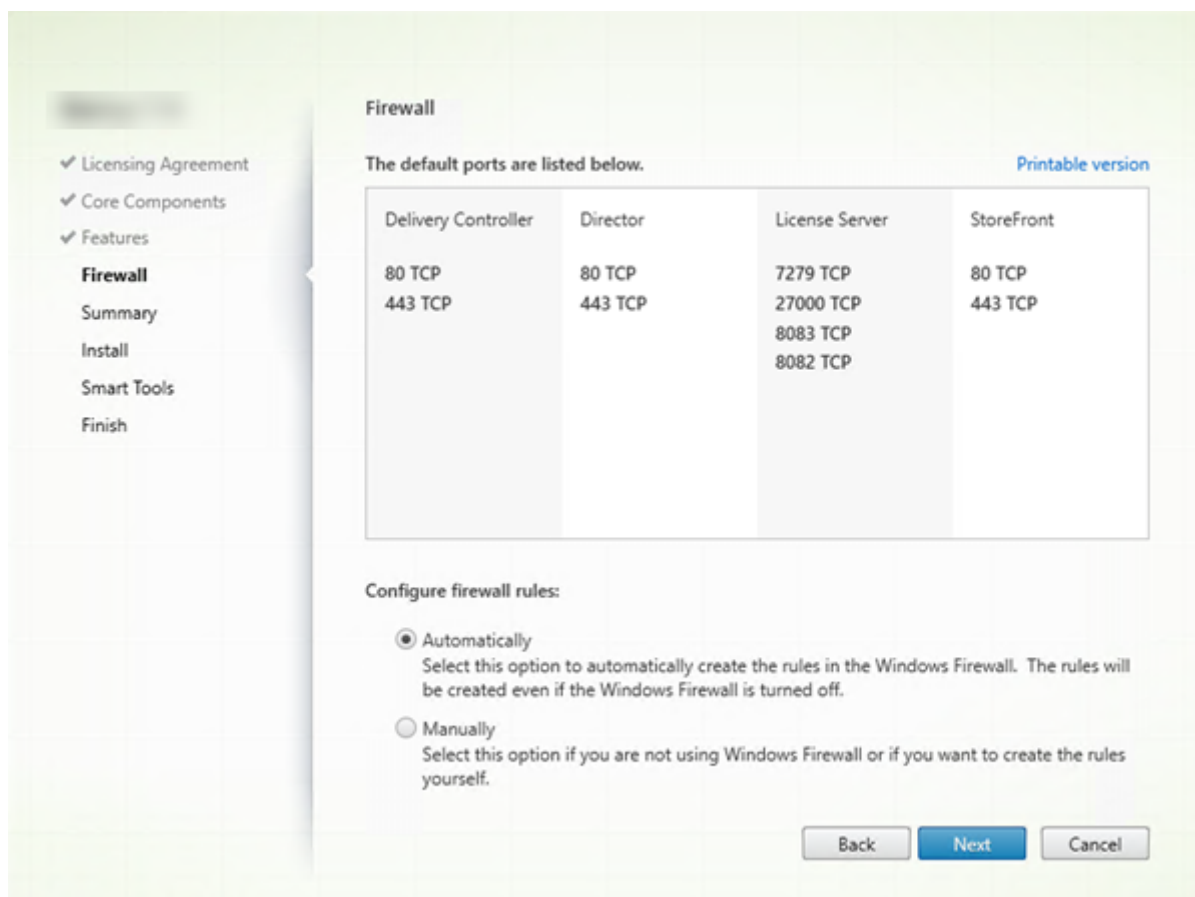 Licensing Agreement
Core Components
Features
Firewall
Summary
Install
Smart Tools
Finish
Firewall
The default ports are listed below.
Printable version
Delivery Controller
80 TCP
443 TCP
Director
80 TCP
443 TCP
License Server
7279 TCP
27000 TCP
8083 TCP
8082 TCP
StoreFront
80 TCP
443 TCP
Configure firewall rules:
Automatically
Select this option to automatically create the rules in the Windows Firewall. The rules will
be created even if the Windows Firewall is turned off.
Manually
Select this option if you are not using Windows Firewall or if you want to create the rules
yourself.
Back
Next
Cancel